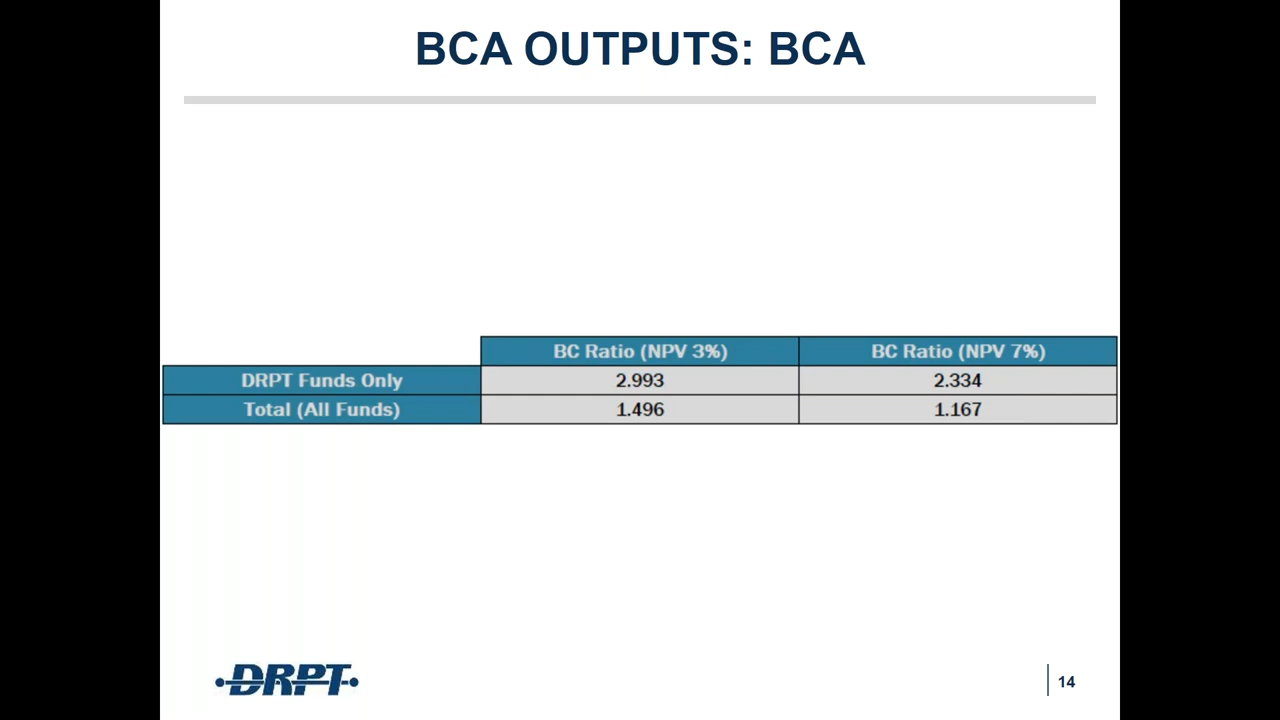 BCA OUTPUTS: BCA
BC Ratio (NPV 3%) BC Ratio (NPV 7%)
DRPT Funds Only 2.993 2.334
Total (All Funds) 1.496 1.167
DRPT
14